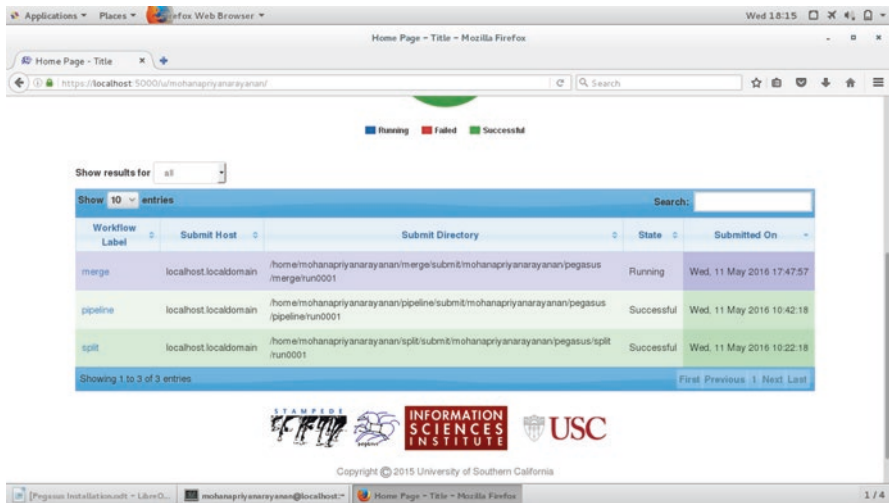 Applications Places Firefox Web Browser Wed 18:15
Home Page - Title - Mozilla Firefox
Home Page - Title
https://localhost:5000/u/mohanapriyanarayanan/ Search
Running Failed Successful
Show results for all
Show 10 entries Search:
Workflow Label Submit Host Submit Directory State Submitted On
merge localhost.localdomain /home/mohanapriyanarayanan/merge/submit/mohanapriyanarayanan/pegasus Running Wed, 11 May 2016 17:47:57
/merge/run0001
pipeline localhost.localdomain /home/mohanapriyanarayanan/pipeline/submit/mohanapriyanarayanan/pegasus Successful Wed, 11 May 2016 10:42:18
/pipeline/run0001
split localhost.localdomain /home/mohanapriyanarayanan/split/submit/mohanapriyanarayanan/pegasus/split Successful Wed, 11 May 2016 10:22:18
/run0001
Showing 1 to 3 of 3 entries First Previous 1 Next Last
STAMPEDE
INFORMATION
SCIENCES
INSTITUTE
USC
Copyright © 2015 University of Southern California
[Pegasus Installation.odt - LibreO... mohanapriyanarayanan@localhost:~ Home Page - Title - Mozilla Firefox 1 / 4